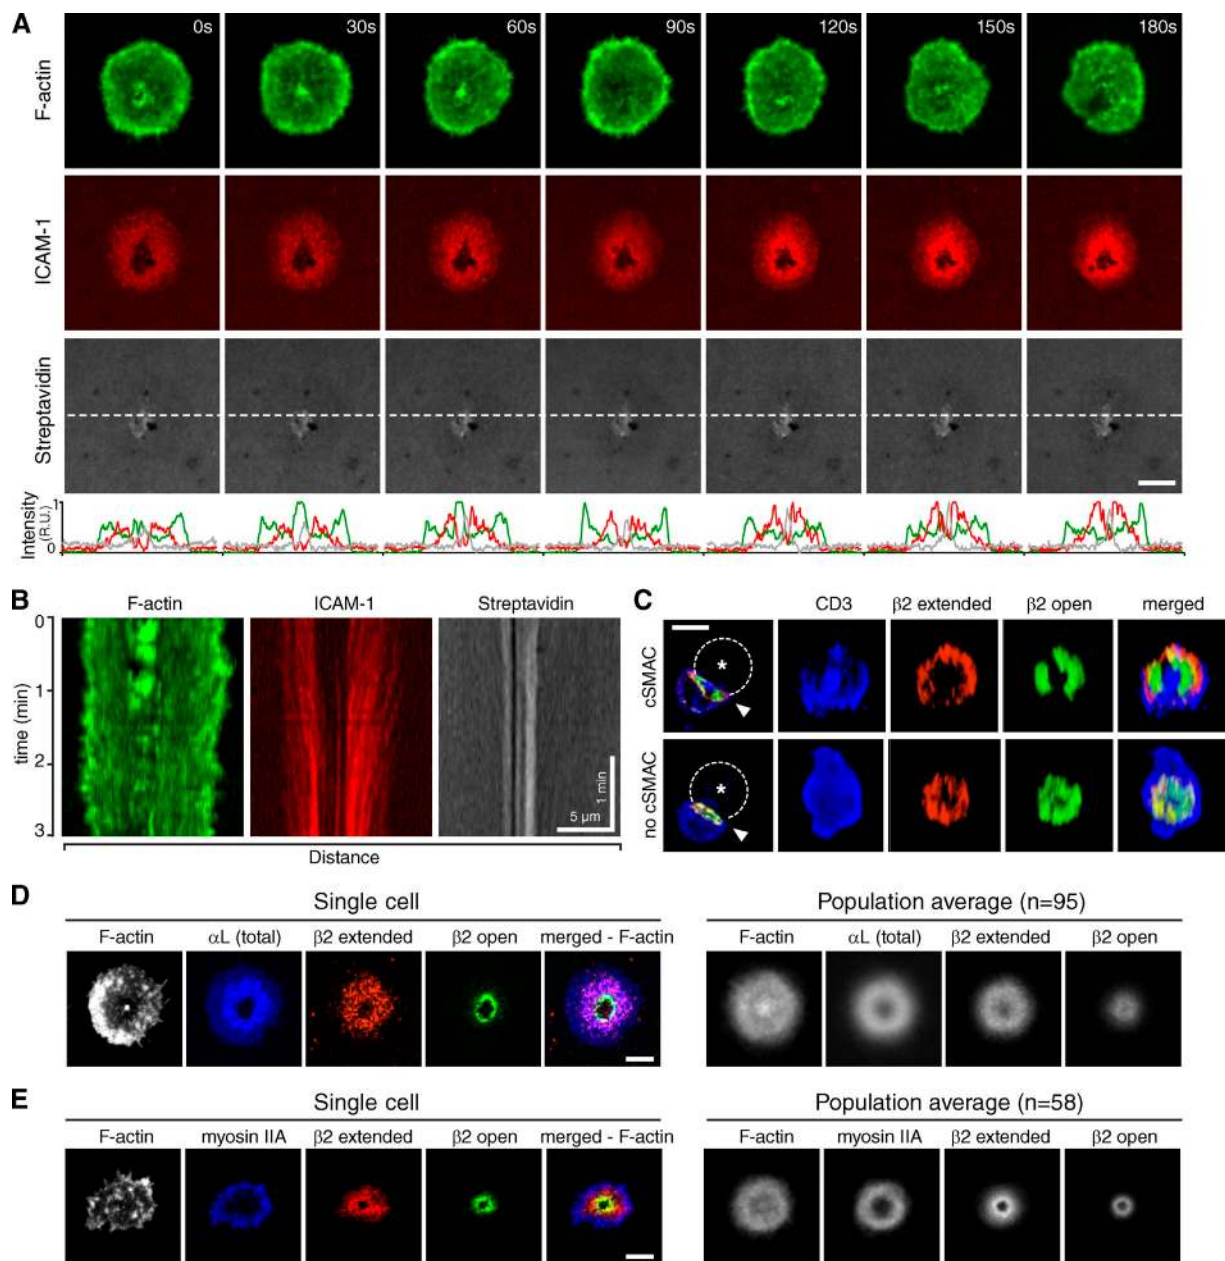 A
0s 30s 60s 90s 120s 150s 180s
F-actin
ICAM-1
Streptavidin
Intensity
(R.U.)
1
0
B
F-actin ICAM-1 Streptavidin
0
1
2
3
time (min)
1 min
5 μm
Distance
C
CD3 β2 extended β2 open merged
cSMAC
*
no cSMAC
*
D
Single cell Population average (n=95)
F-actin αL (total) β2 extended β2 open merged - F-actin F-actin αL (total) β2 extended β2 open
E
Single cell Population average (n=58)
F-actin myosin IIA β2 extended β2 open merged - F-actin F-actin myosin IIA β2 extended β2 open